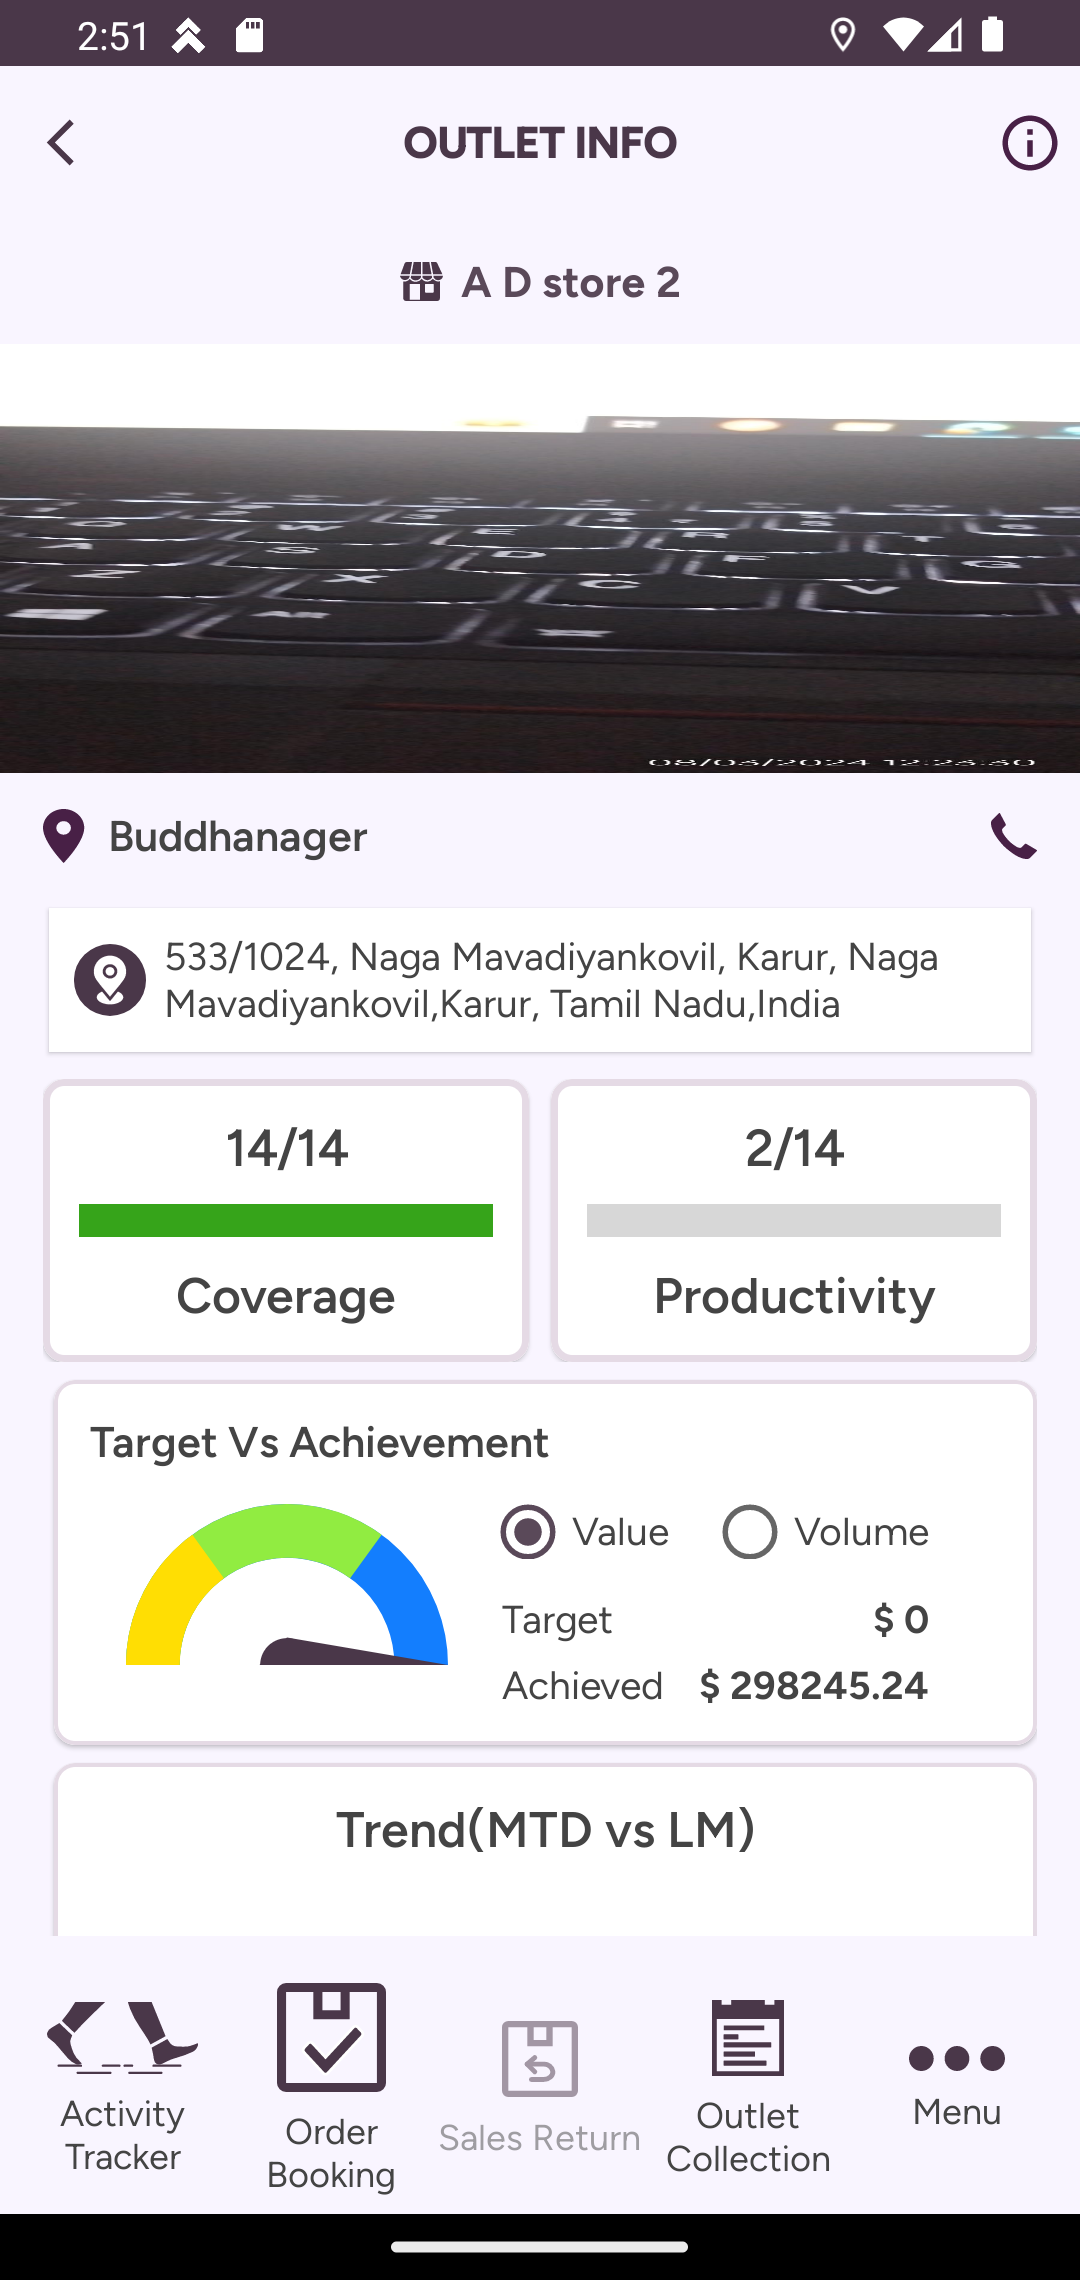 2:51
OUTLET INFO
A D store 2
08/03/2024 12:23:30
Buddhanager
533/1024, Naga Mavadiyankovil, Karur, Naga
Mavadiyankovil,Karur, Tamil Nadu,India
14/14
Coverage
2/14
Productivity
Target Vs Achievement
Value
Volume
Target
$ 0
Achieved
$ 298245.24
Trend(MTD vs LM)
Activity
Tracker
Order
Booking
Sales Return
Outlet
Collection
Menu